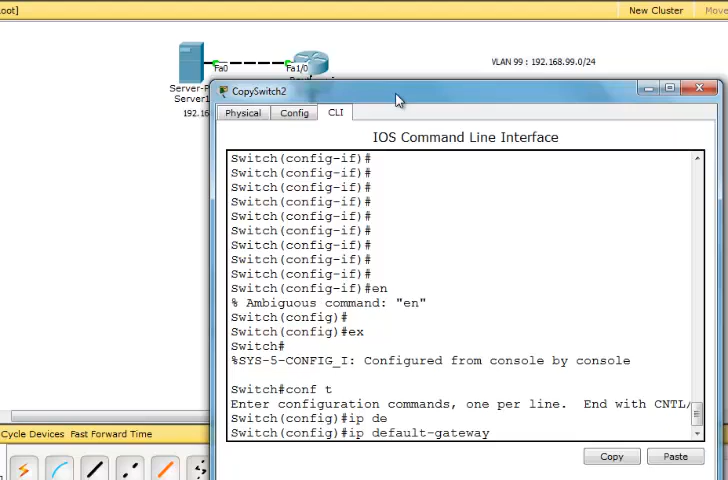 oot]
New Cluster
Move
Fa0
Fa1/0
VLAN 99 : 192.168.99.0/24
Server-P
Server1
192.16
CopySwitch2
Physical
Config
CLI
IOS Command Line Interface
Switch(config-if)#
Switch(config-if)#
Switch(config-if)#
Switch(config-if)#
Switch(config-if)#
Switch(config-if)#
Switch(config-if)#
Switch(config-if)#
Switch(config-if)#
Switch(config-if)#en
% Ambiguous command: "en"
Switch(config)#
Switch(config)#ex
Switch#
%SYS-5-CONFIG_I: Configured from console by console
Switch#conf t
Enter configuration commands, one per line.  End with CNTL/
Switch(config)#ip de
Switch(config)#ip default-gateway
Copy
Paste
Cycle Devices  Fast Forward Time